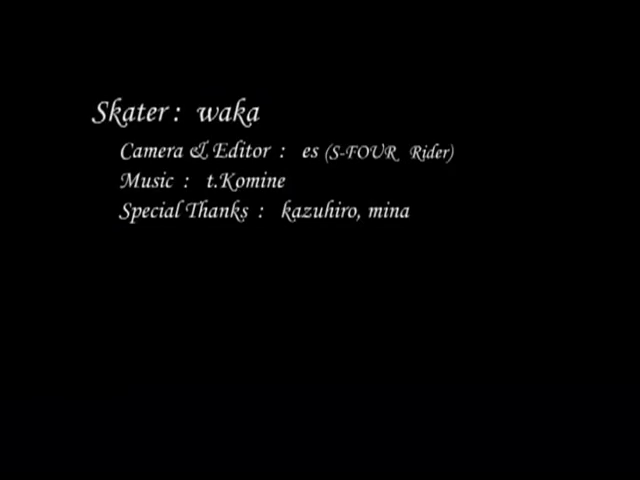 Skater : waka
Camera & Editor : es (S-FOUR Rider)
Music : t.Komine
Special Thanks : kazuhiro, mina